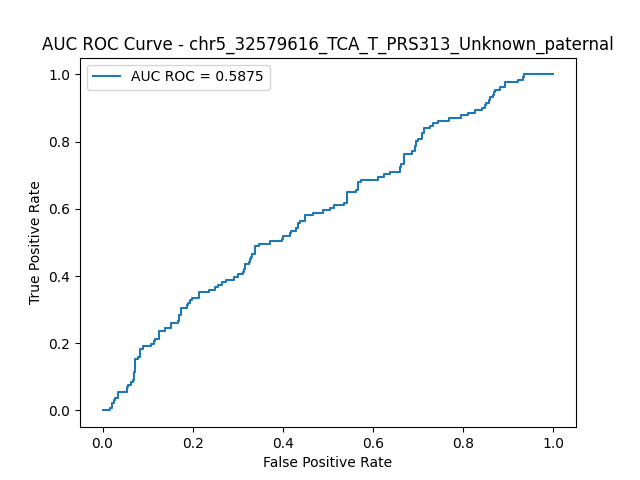 AUC ROC Curve - chr5_32579616_TCA_T_PRS313_Unknown_paternal
AUC ROC = 0.5875
1.0
0.8
0.6
0.4
0.2
0.0
True Positive Rate
0.0 0.2 0.4 0.6 0.8 1.0
False Positive Rate